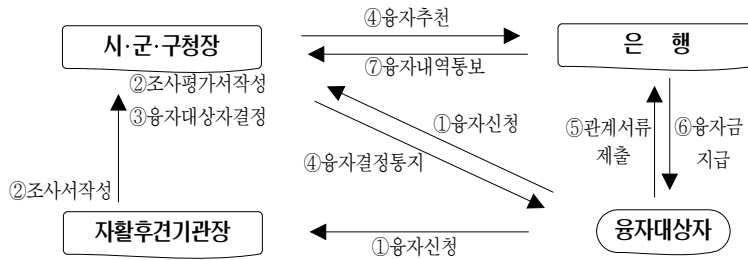 ④융자추천
시·군·구청장
은 행
⑦융자내역통보
②조사평가서작성
③융자대상자결정
①융자신청
⑤관계서류
제출
⑥융자금
지급
④융자결정통지
②조사서작성
자활후견기관장
융자대상자
①융자신청